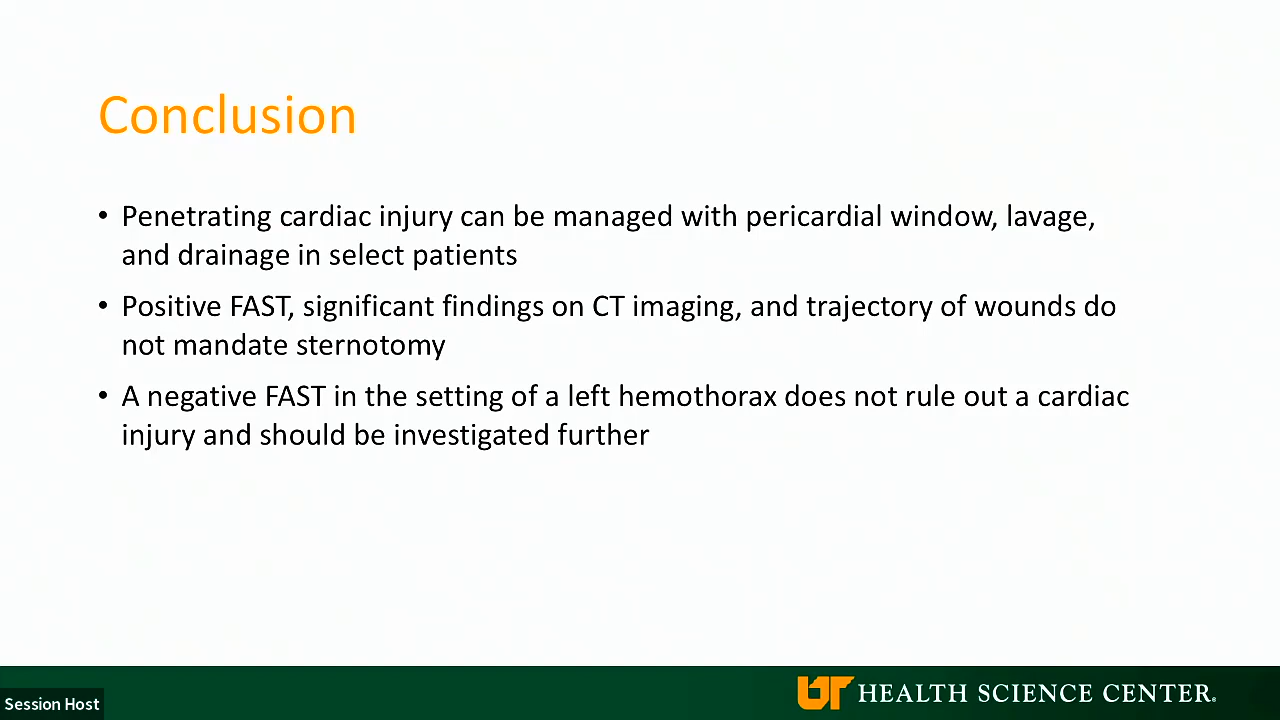 Conclusion
• Penetrating cardiac injury can be managed with pericardial window, lavage,
and drainage in select patients
• Positive FAST, significant findings on CT imaging, and trajectory of wounds do
not mandate sternotomy
• A negative FAST in the setting of a left hemothorax does not rule out a cardiac
injury and should be investigated further
Session Host
UT HEALTH SCIENCE CENTER.